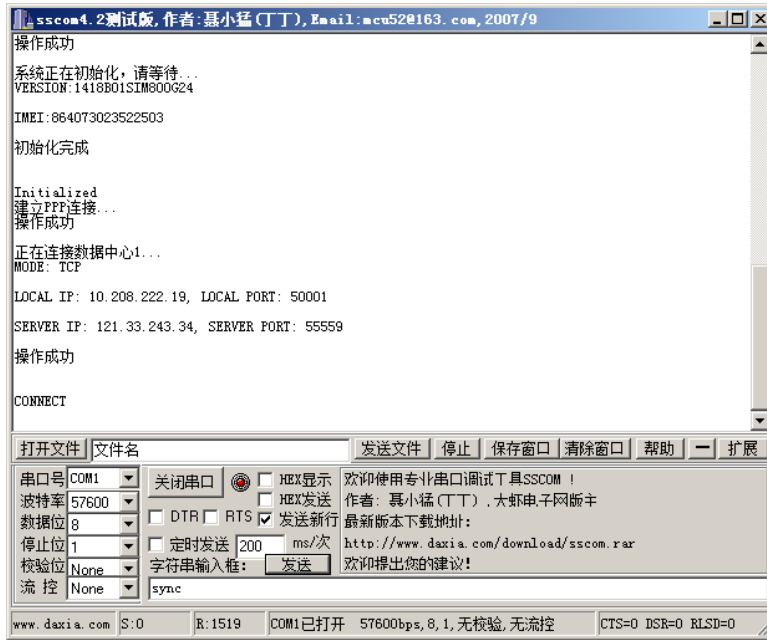 sscom4.2测试版,作者:聂小猛(丁丁),Email:mcu52@163.com,2007/9
操作成功
系统正在初始化，请等待...
VERSION:1418B01SIM800G24
IMEI:864073023522503
初始化完成
Initialized
建立PPP连接...
操作成功
正在连接数据中心1...
MODE: TCP
LOCAL IP: 10.208.222.19, LOCAL PORT: 50001
SERVER IP: 121.33.243.34, SERVER PORT: 55559
操作成功
CONNECT
打开文件 文件名 发送文件 停止 保存窗口 清除窗口 帮助 一 扩展
串口号 COM1 关闭串口 HEX显示 欢迎使用专业串口调试工具SSCOM !
波特率 57600 HEX发送 作者: 聂小猛(丁丁) ,大虾电子网版主
数据位 8 DTR RTS 发送新行 最新版本下载地址:
停止位 1 定时发送 200 ms/次 http://www.daxia.com/download/sscom.rar
校验位 None 字符串输入框: 发送 欢迎提出您的建议!
流 控 None sync
www.daxia.com S:0 R:1519 COM1已打开 57600bps,8,1,无校验,无流控 CTS=0 DSR=0 RLSD=0